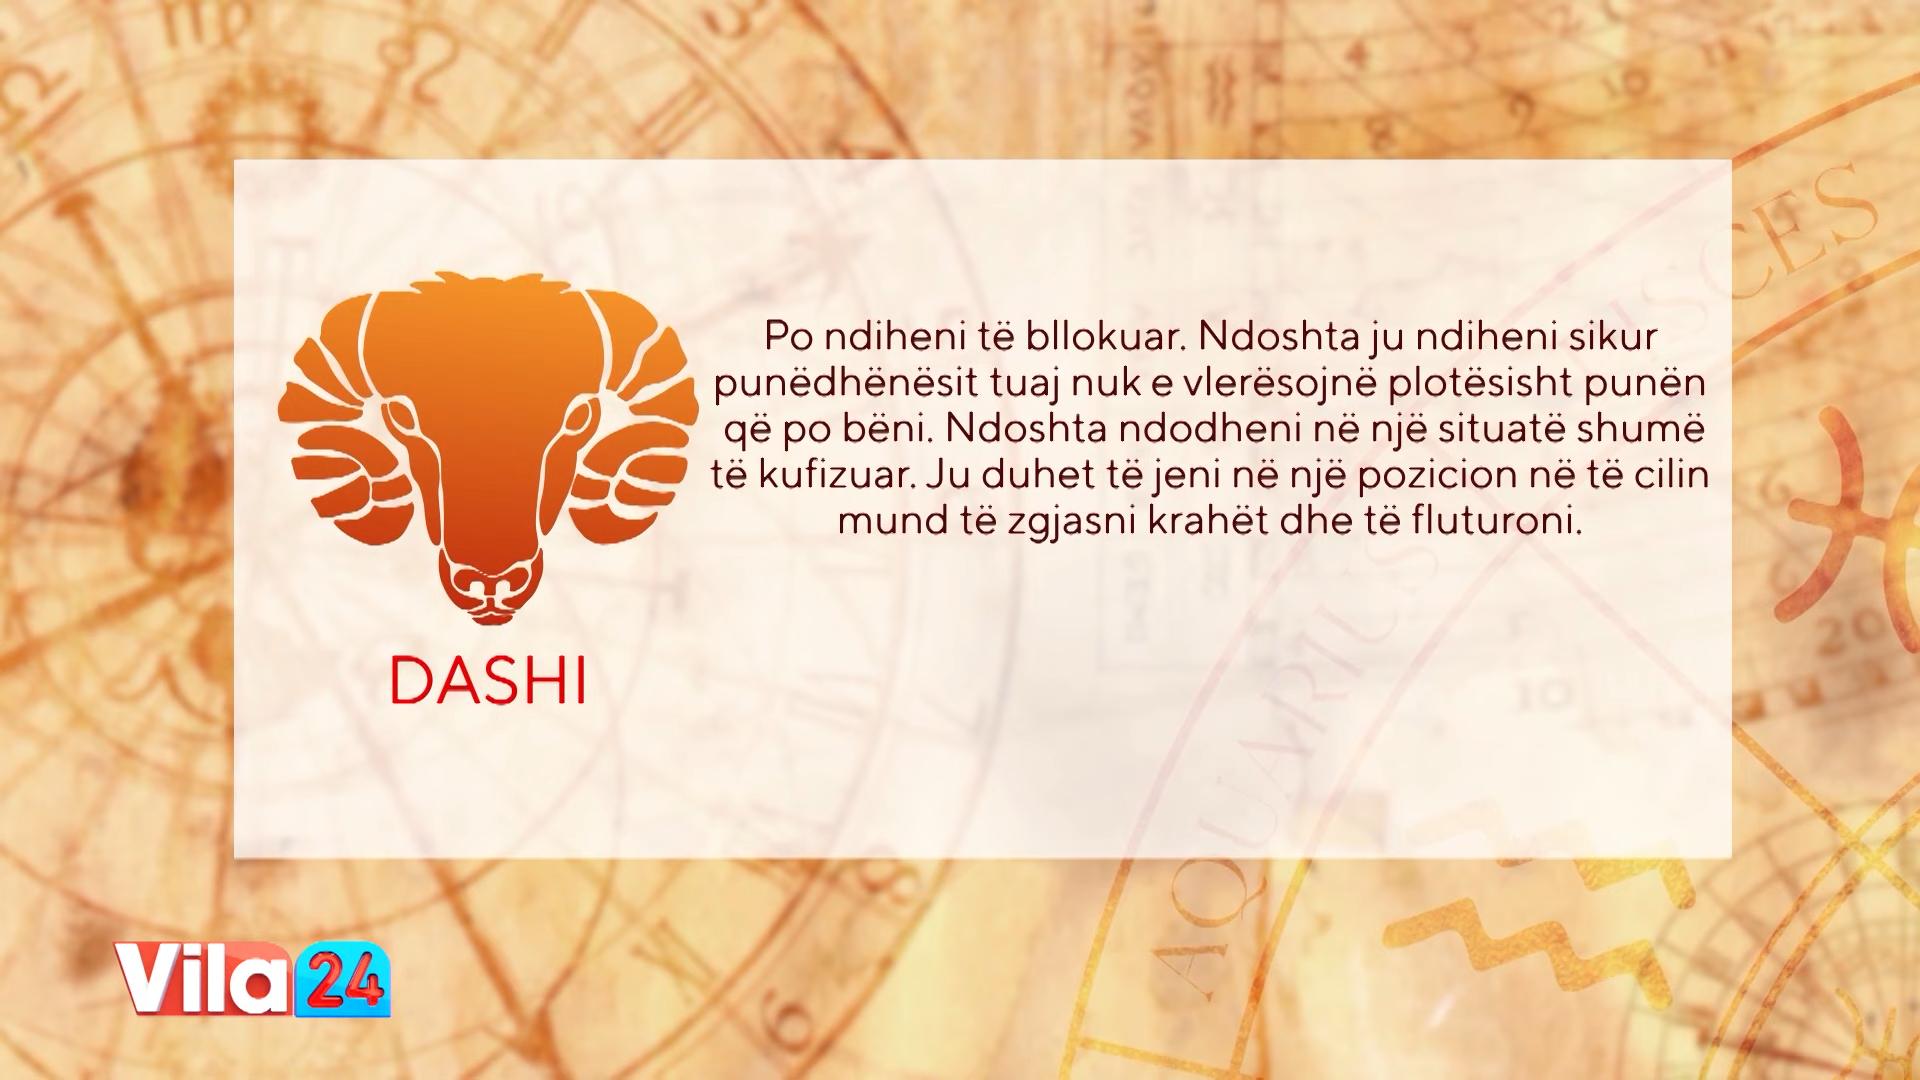 Po ndiheni të bllokuar. Ndoshta ju ndiheni sikur
punëdhënësit tuaj nuk e vlerësojnë plotësisht punën
që po bëni. Ndoshta ndodheni në një situatë shumë
të kufizuar. Ju duhet të jeni në një pozicion në të cilin
mund të zgjasni krahët dhe të fluturoni.
DASHI
PISCES
AQUARIUS
Vila 24